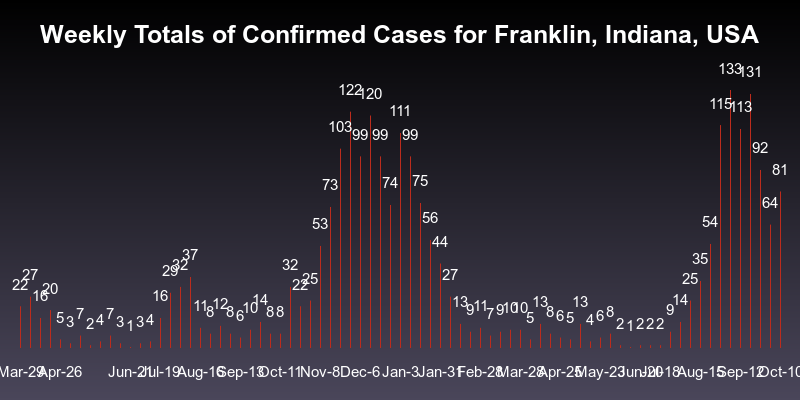 Weekly Totals of Confirmed Cases for Franklin, Indiana, USA
22 27 16 20 5 3 7 2 4 7 3 1 3 4 16 29 32 37 11 8 12 8 6 10 14 8 8 32 22 25 53 73 103 122 99 120 99 74 111 99 75 56 44 27 13 9 11 7 9 10 10 5 13 8 6 5 13 4 6 8 2 1 2 2 2 9 14 25 35 54 115 133 113 131 92 64 81
Mar-29 Apr-26 Jun-21 Jul-19 Aug-16 Sep-13 Oct-11 Nov-8 Dec-6 Jan-3 Jan-31 Feb-28 Mar-28 Apr-25 May-23 Jun-20 Jul-18 Aug-15 Sep-12 Oct-10